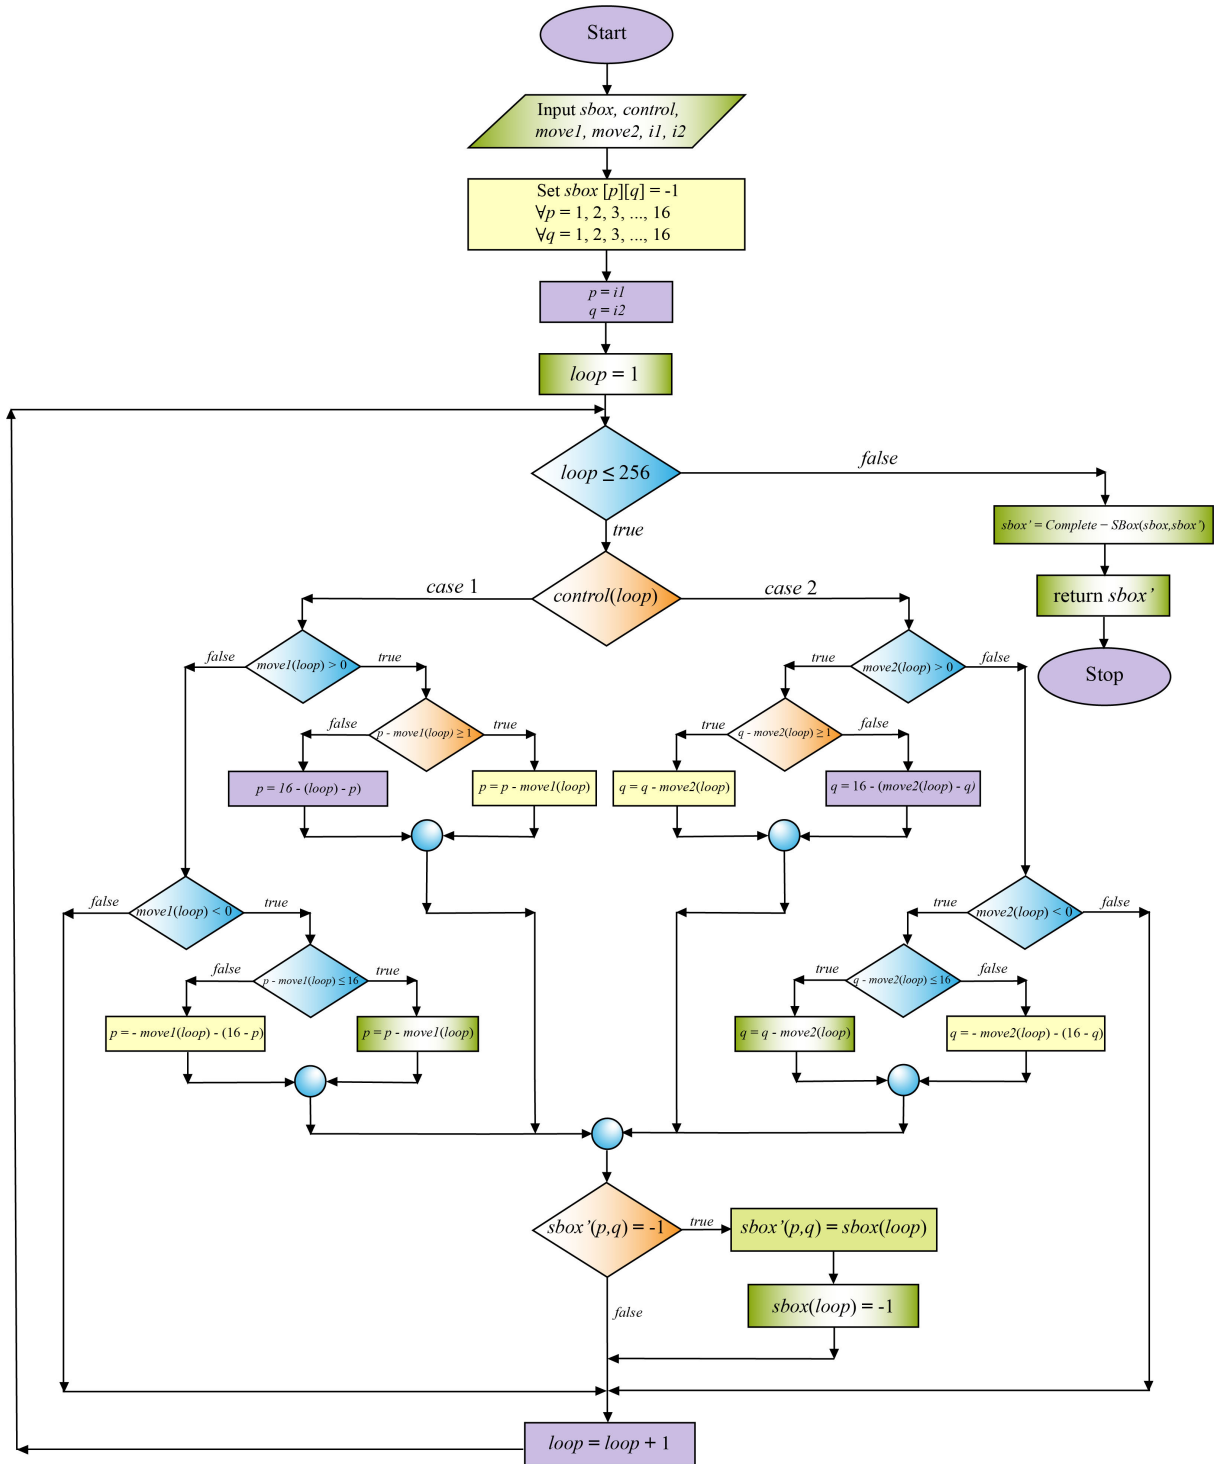 Start
Input sbox, control,
move1, move2, i1, i2
Set sbox [p][q] = -1
∀p = 1, 2, 3, ..., 16
∀q = 1, 2, 3, ..., 16
p = i1
q = i2
loop = 1
loop ≤ 256
false
true
sbox' = Complete − SBox(sbox,sbox')
return sbox'
Stop
case 1
control(loop)
case 2
false
move1(loop) > 0
true
true
move2(loop) > 0
false
false
p - move1(loop) ≥ 1
true
true
q - move2(loop) ≥ 1
false
p = 16 - (loop) - p)
p = p - move1(loop)
q = q - move2(loop)
q = 16 - (move2(loop) - q)
false
move1(loop) < 0
true
true
move2(loop) < 0
false
false
p - move1(loop) ≤ 16
true
true
q - move2(loop) ≤ 16
false
p = - move1(loop) - (16 - p)
p = p - move1(loop)
q = q - move2(loop)
q = - move2(loop) - (16 - q)
sbox'(p,q) = -1
true
sbox'(p,q) = sbox(loop)
false
sbox(loop) = -1
loop = loop + 1